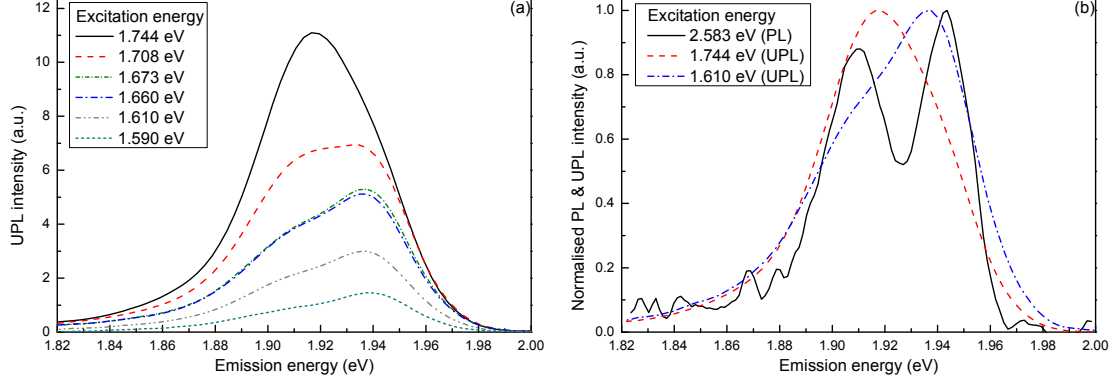 (a)
Excitation energy
1.744 eV
1.708 eV
1.673 eV
1.660 eV
1.610 eV
1.590 eV
UPL intensity (a.u.)
12
10
8
6
4
2
0
1.82 1.84 1.86 1.88 1.90 1.92 1.94 1.96 1.98 2.00
Emission energy (eV)
(b)
Excitation energy
2.583 eV (PL)
1.744 eV (UPL)
1.610 eV (UPL)
Normalised PL & UPL intensity (a.u.)
1.0
0.8
0.6
0.4
0.2
0.0
1.82 1.84 1.86 1.88 1.90 1.92 1.94 1.96 1.98 2.00
Emission energy (eV)